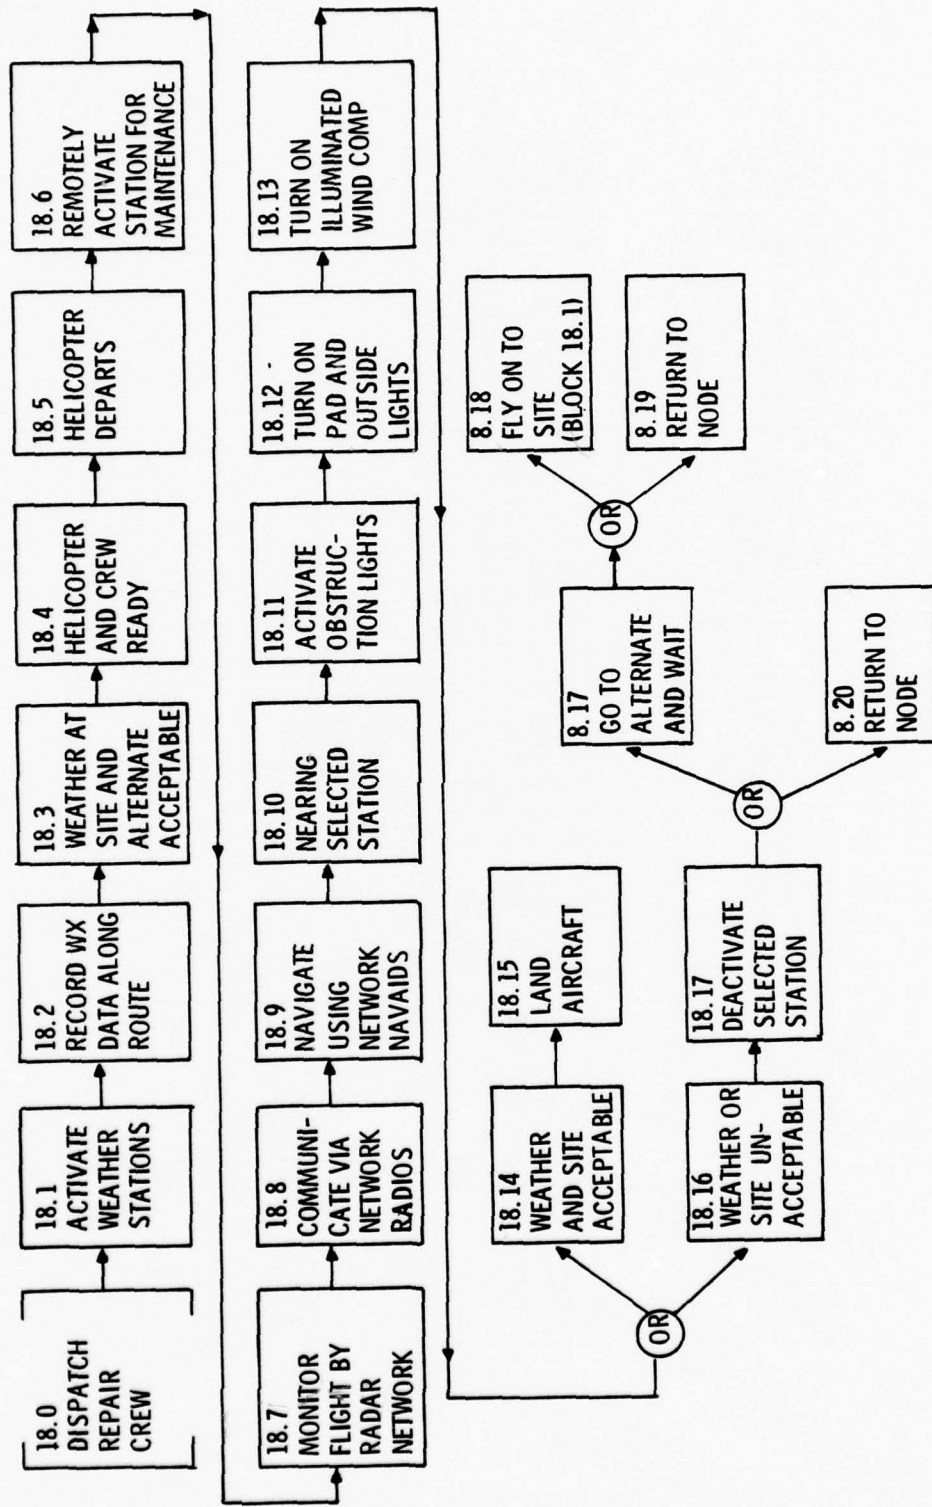 18.0
DISPATCH
REPAIR
CREW
18.1
ACTIVATE
WEATHER
STATIONS
18.2
RECORD WX
DATA ALONG
ROUTE
18.3
WEATHER AT
SITE AND
ALTERNATE
ACCEPTABLE
18.4
HELICOPTER
AND CREW
READY
18.5
HELICOPTER
DEPARTS
18.6
REMOTELY
ACTIVATE
STATION FOR
MAINTENANCE
18.7
MONITOR
FLIGHT BY
RADAR
NETWORK
18.8
COMMUNI-
CATE VIA
NETWORK
RADIOS
18.9
NAVIGATE
USING
NETWORK
NAVAIDS
18.10
NEARING
SELECTED
STATION
18.11
ACTIVATE
OBSTRUC-
TION LIGHTS
18.12 -
TURN ON
PAD AND
OUTSIDE
LIGHTS
18.13
TURN ON
ILLUMINATED
WIND COMP
OR
18.14
WEATHER
AND SITE
ACCEPTABLE
18.15
LAND
AIRCRAFT
18.16
WEATHER OR
SITE UN-
ACCEPTABLE
18.17
DEACTIVATE
SELECTED
STATION
OR
8.17
GO TO
ALTERNATE
AND WAIT
OR
8.18
FLY ON TO
SITE
(BLOCK 18.1)
8.19
RETURN TO
NODE
8.20
RETURN TO
NODE